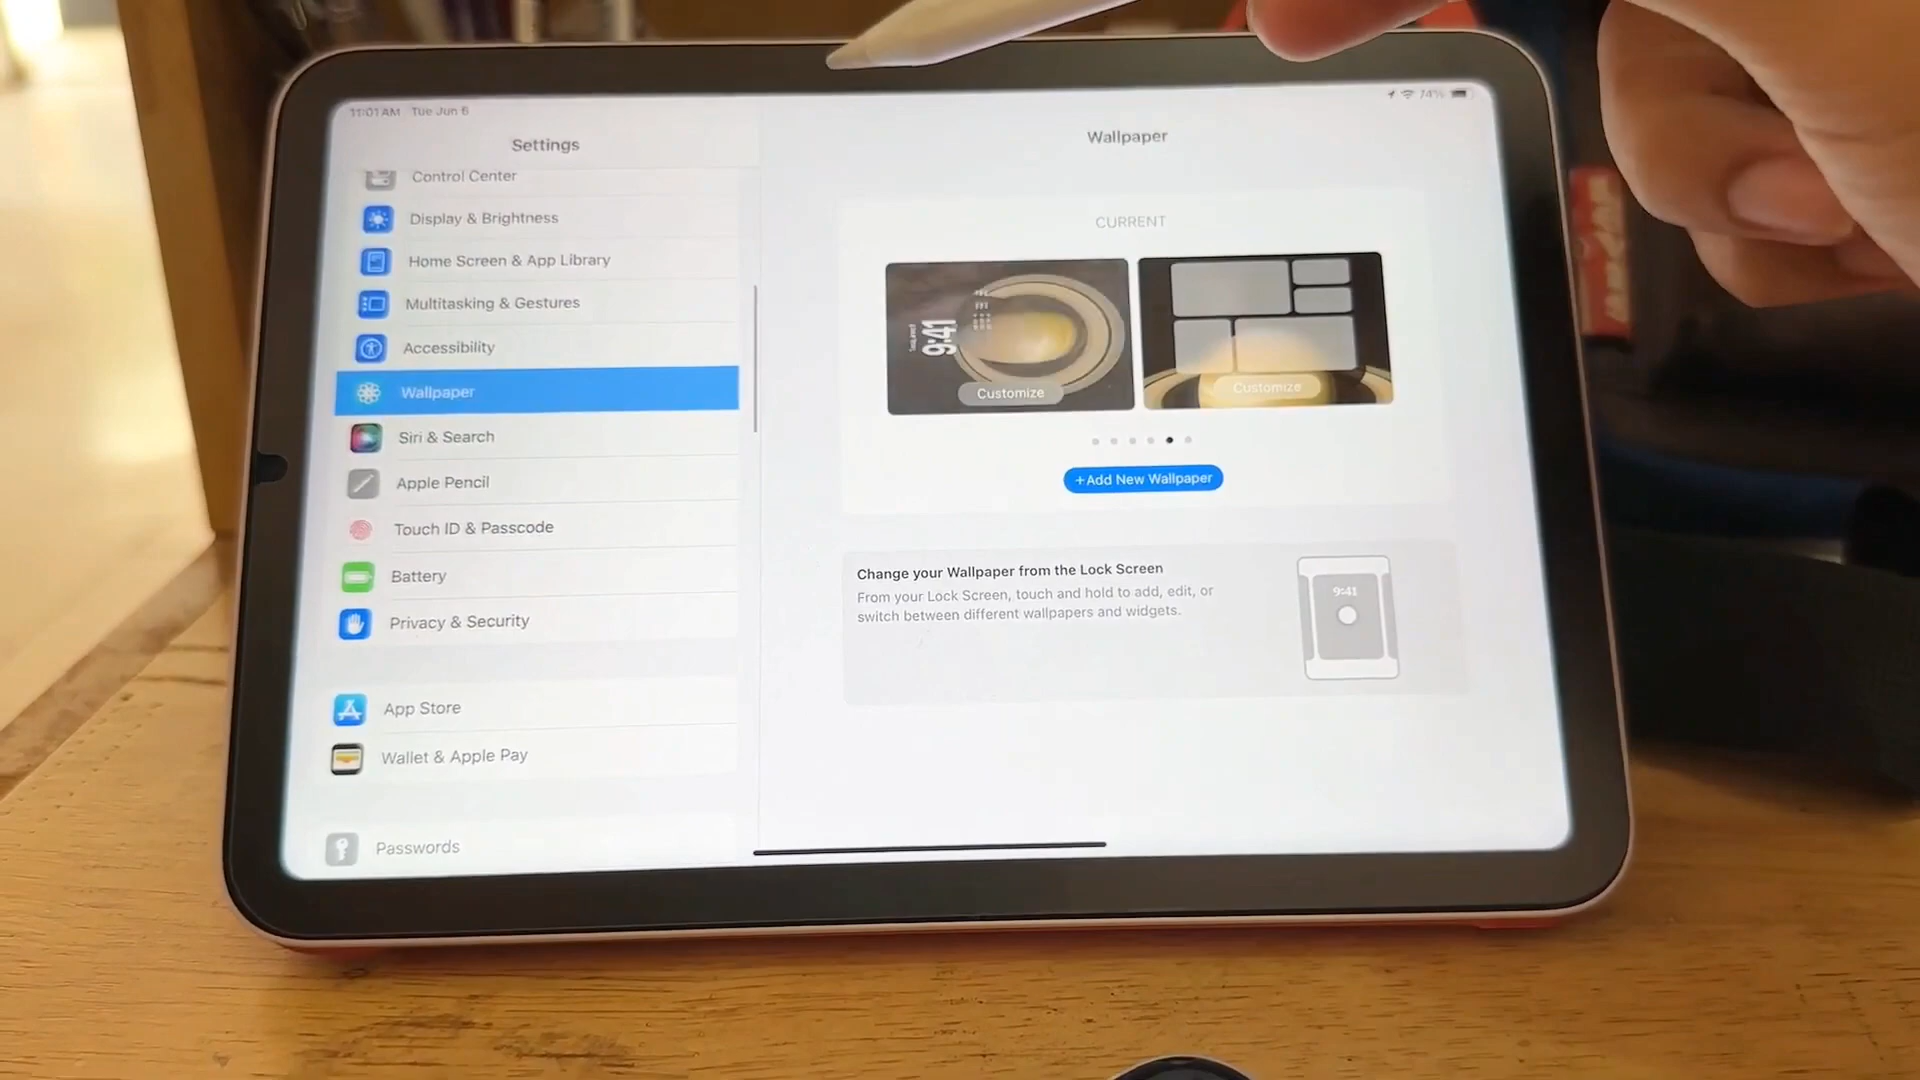 11:01 AM Tue Jun 6
74%
Settings
Control Center
Display & Brightness
Home Screen & App Library
Multitasking & Gestures
Accessibility
Wallpaper
Siri & Search
Apple Pencil
Touch ID & Passcode
Battery
Privacy & Security
App Store
Wallet & Apple Pay
Passwords
Wallpaper
CURRENT
9:41
Customize
Customize
+Add New Wallpaper
Change your Wallpaper from the Lock Screen
From your Lock Screen, touch and hold to add, edit, or
switch between different wallpapers and widgets.
9:41